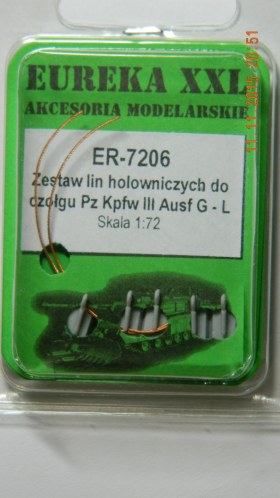 EUREKA XXL
AKCESORIA MODELARSKIE
ER-7206
Zestaw lin holowniczych do
czołgu Pz Kpfw III Ausf G - L
Skala 1:72